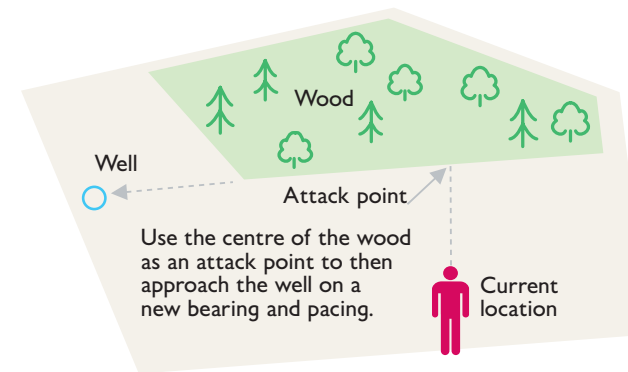 Wood
Well
Attack point
Use the centre of the wood
as an attack point to then
approach the well on a
new bearing and pacing.
Current
location